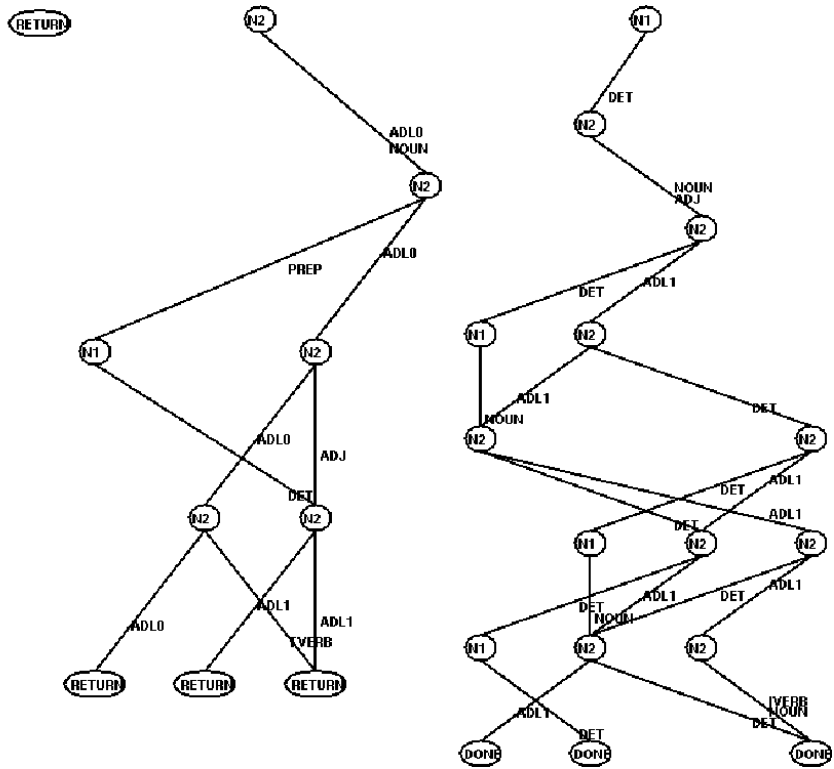 RETURN N2 N1
DET
N2
ADL0
NOUN
N2
NOUN
ADJ
N2
ADL0
PREP
DET ADL1
N1 N2 N1 N2
ADL1
DET
NOUN
ADL0 N2 N2
ADJ
DET ADL1
DET
N2 N2 ADL1
DET
N1 N2 N2
ADL1 DET ADL1 DET ADL1
ADL0 ADL1 NOUN
IVERB N1 N2 N2
RETURN RETURN RETURN
IVERB
ADL1 NOUN
DET
DET
DONE DONE DONE